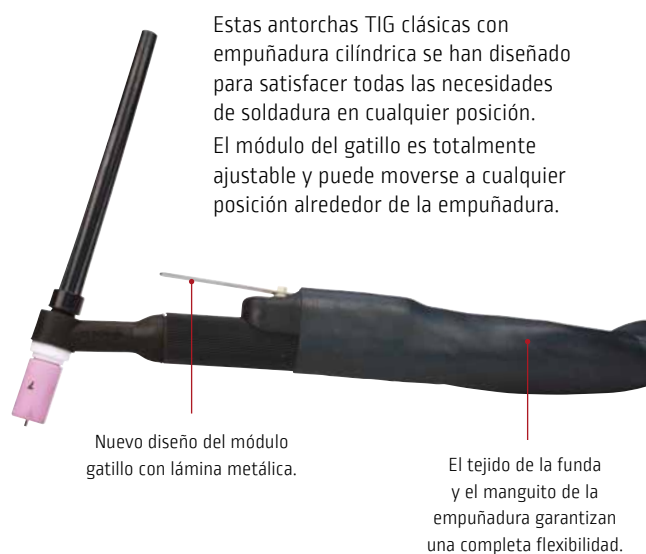 Estas antorchas TIG clásicas con
empuñadura cilíndrica se han diseñado
para satisfacer todas las necesidades
de soldadura en cualquier posición.
El módulo del gatillo es totalmente
ajustable y puede moverse a cualquier
posición alrededor de la empuñadura.
Nuevo diseño del módulo
gatillo con lámina metálica.
El tejido de la funda
y el manguito de la
empuñadura garantizan
una completa flexibilidad.